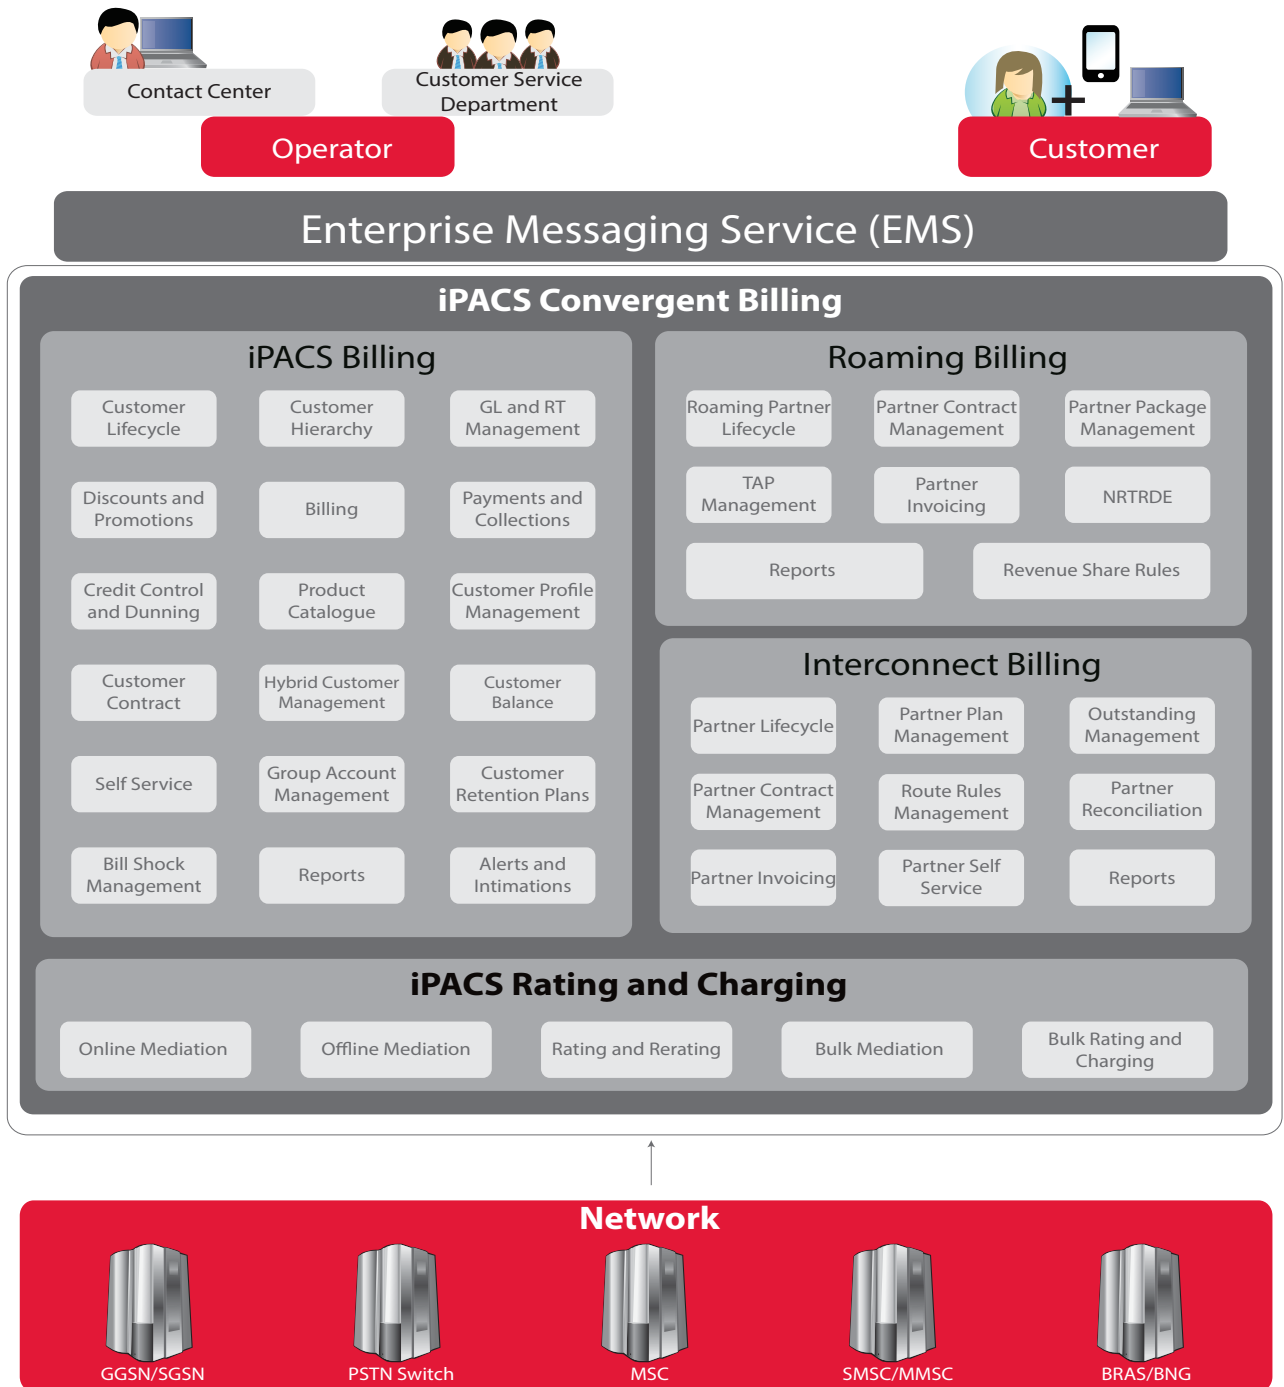 Contact Center
Customer Service
Department
Operator
Customer
Enterprise Messaging Service (EMS)
iPACS Convergent Billing
iPACS Billing
Customer
Lifecycle
Customer
Hierarchy
GL and RT
Management
Discounts and
Promotions
Billing
Payments and
Collections
Credit Control
and Dunning
Product
Catalogue
Customer Profile
Management
Customer
Contract
Hybrid Customer
Management
Customer
Balance
Self Service
Group Account
Management
Customer
Retention Plans
Bill Shock
Management
Reports
Alerts and
Intimations
Roaming Billing
Roaming Partner
Lifecycle
Partner Contract
Management
Partner Package
Management
TAP
Management
Partner
Invoicing
NRTRDE
Reports
Revenue Share Rules
Interconnect Billing
Partner Lifecycle
Partner Plan
Management
Outstanding
Management
Partner Contract
Management
Route Rules
Management
Partner
Reconciliation
Partner Invoicing
Partner Self
Service
Reports
iPACS Rating and Charging
Online Mediation
Offline Mediation
Rating and Rerating
Bulk Mediation
Bulk Rating and
Charging
Network
GGSN/SGSN
PSTN Switch
MSC
SMSC/MMSC
BRAS/BNG